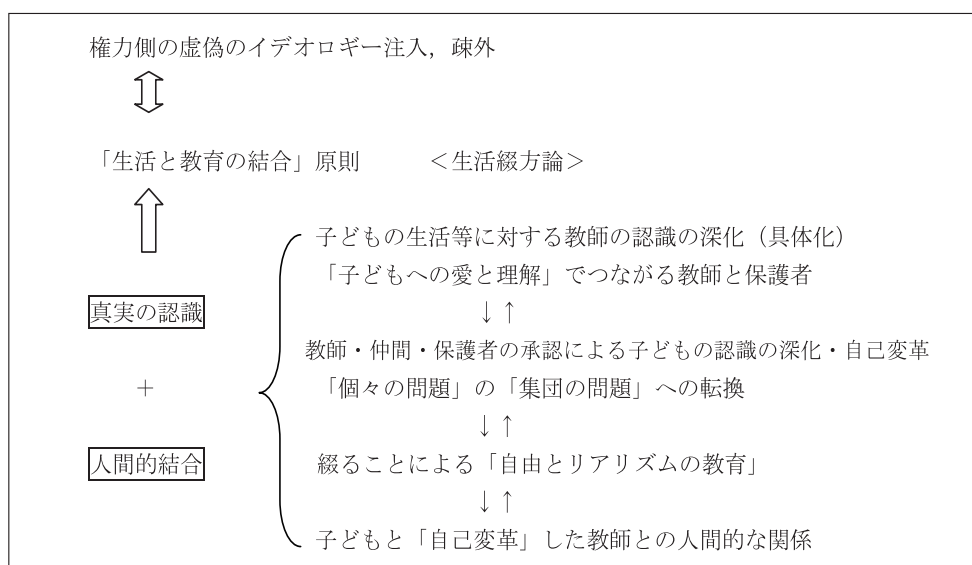 権力側の虚偽のイデオロギー注入，疎外
「生活と教育の結合」原則　　＜生活綴方論＞
子どもの生活等に対する教師の認識の深化（具体化）
「子どもへの愛と理解」でつながる教師と保護者
↓↑
真実の認識
教師・仲間・保護者の承認による子どもの認識の深化・自己変革
＋
「個々の問題」の「集団の問題」への転換
↓↑
人間的結合
綴ることによる「自由とリアリズムの教育」
↓↑
子どもと「自己変革」した教師との人間的な関係